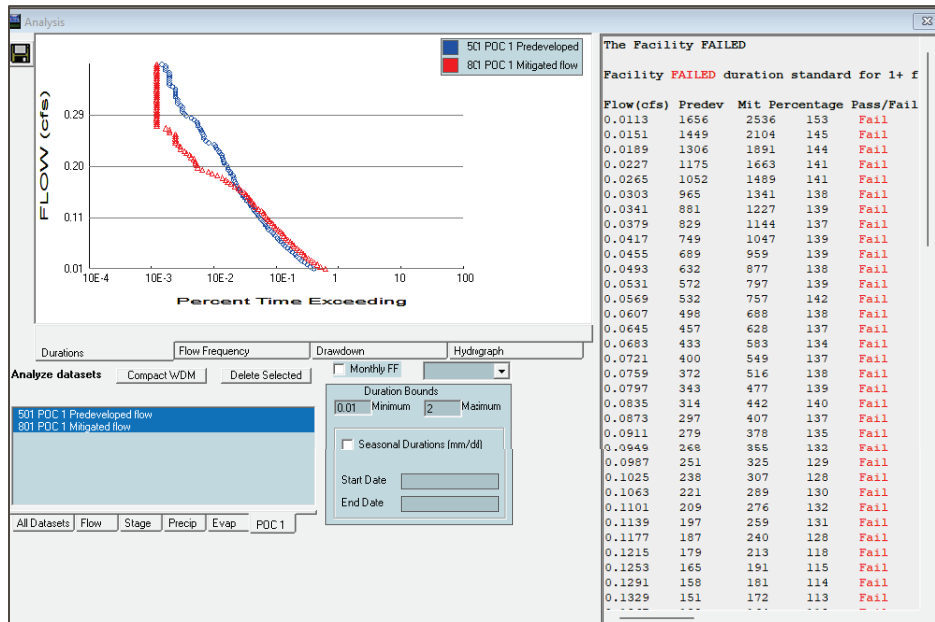 Analysis
501 POC 1 Predeveloped
801 POC 1 Mitigated flow
FLOW (cfs)
0.29
0.20
0.11
0.01
10E-4 10E-3 10E-2 10E-1 1 10 100
Percent Time Exceeding
Durations Flow Frequency Drawdown Hydrograph
Analyze datasets Compact WDM Delete Selected Monthly FF
Duration Bounds
0.01 Minimum 2 Maximum
501 POC 1 Predeveloped flow
801 POC 1 Mitigated flow
Seasonal Durations (mm/dd)
Start Date
End Date
All Datasets Flow Stage Precip Evap POC 1
The Facility FAILED
Facility FAILED duration standard for 1+ f
Flow(cfs) Predev Mit Percentage Pass/Fail
0.0113 1656 2536 153 Fail
0.0151 1449 2104 145 Fail
0.0189 1306 1891 144 Fail
0.0227 1175 1663 141 Fail
0.0265 1052 1489 141 Fail
0.0303 965 1341 138 Fail
0.0341 881 1227 139 Fail
0.0379 829 1144 137 Fail
0.0417 749 1047 139 Fail
0.0455 689 959 139 Fail
0.0493 632 877 138 Fail
0.0531 572 797 139 Fail
0.0569 532 757 142 Fail
0.0607 498 688 138 Fail
0.0645 457 628 137 Fail
0.0683 433 583 134 Fail
0.0721 400 549 137 Fail
0.0759 372 516 138 Fail
0.0797 343 477 139 Fail
0.0835 314 442 140 Fail
0.0873 297 407 137 Fail
0.0911 279 378 135 Fail
0.0949 268 355 132 Fail
0.0987 251 325 129 Fail
0.1025 238 307 128 Fail
0.1063 221 289 130 Fail
0.1101 209 276 132 Fail
0.1139 197 259 131 Fail
0.1177 187 240 128 Fail
0.1215 179 213 118 Fail
0.1253 165 191 115 Fail
0.1291 158 181 114 Fail
0.1329 151 172 113 Fail